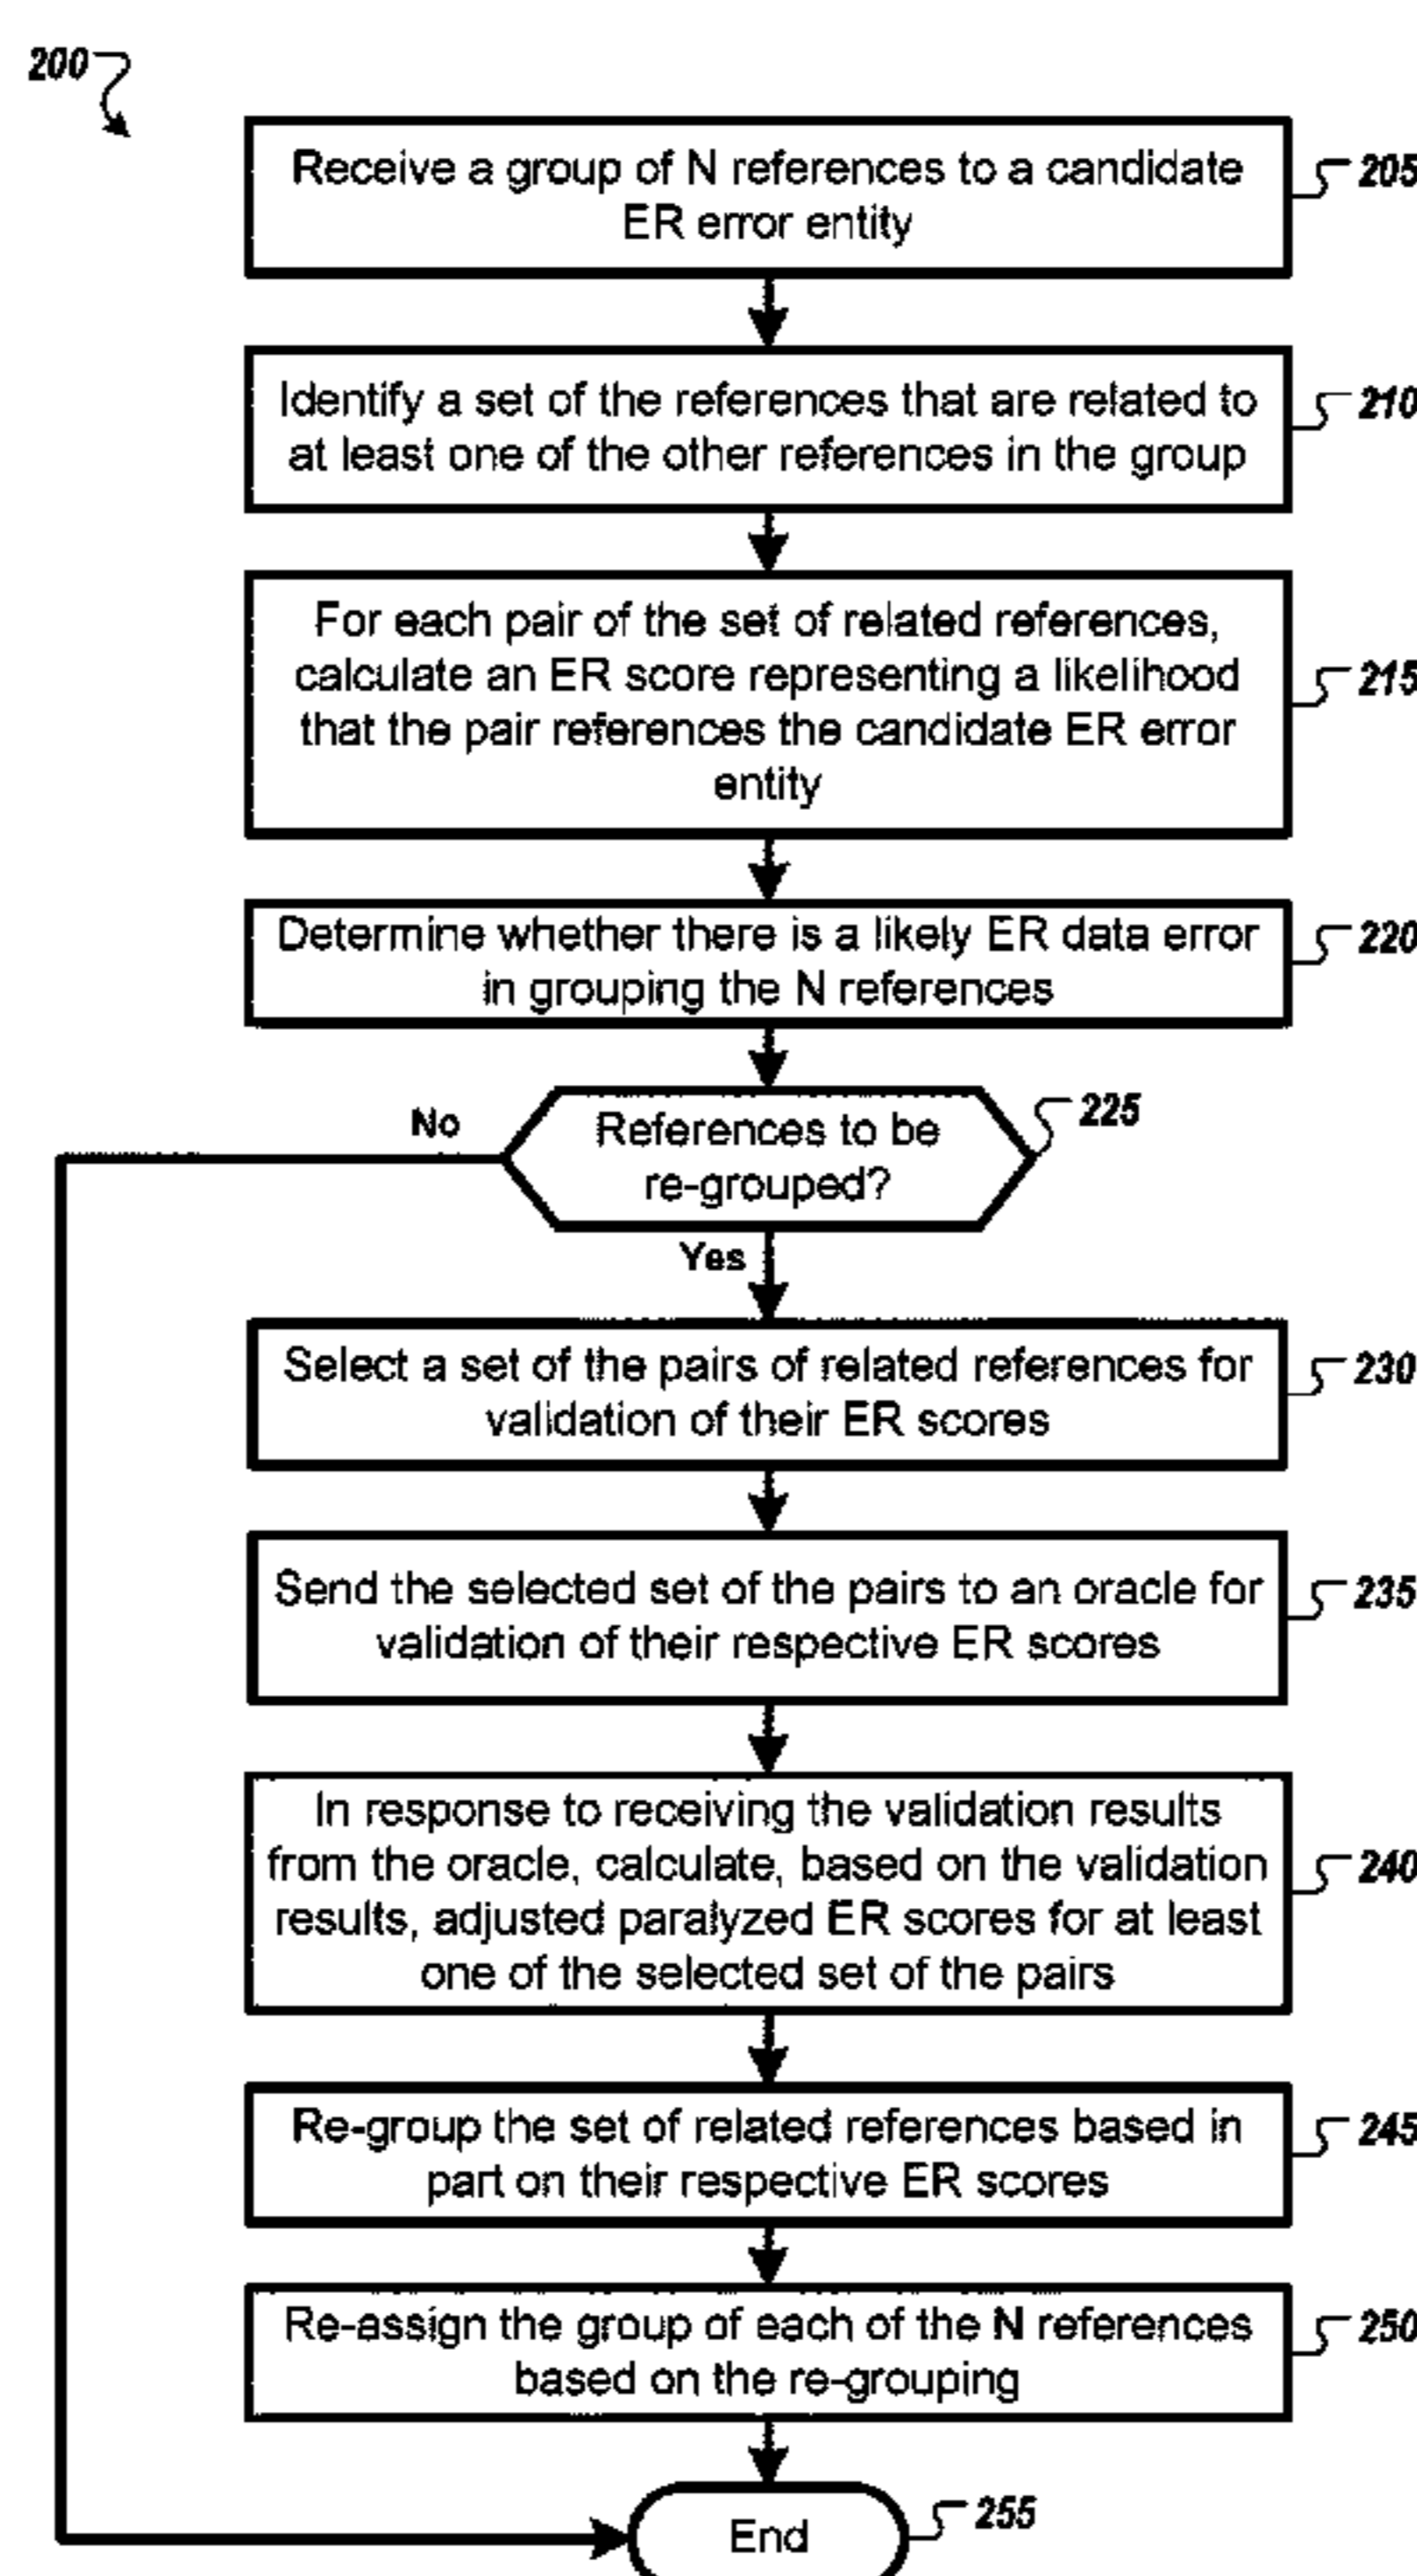 200
Receive a group of N references to a candidate
ER error entity
205
Identify a set of the references that are related to
at least one of the other references in the group
210
For each pair of the set of related references,
calculate an ER score representing a likelihood
that the pair references the candidate ER error
entity
215
Determine whether there is a likely ER data error
in grouping the N references
220
References to be
re-grouped?
225
No
Yes
Select a set of the pairs of related references for
validation of their ER scores
230
Send the selected set of the pairs to an oracle for
validation of their respective ER scores
235
In response to receiving the validation results
from the oracle, calculate, based on the validation
results, adjusted paralyzed ER scores for at least
one of the selected set of the pairs
240
Re-group the set of related references based in
part on their respective ER scores
245
Re-assign the group of each of the N references
based on the re-grouping
250
End
255